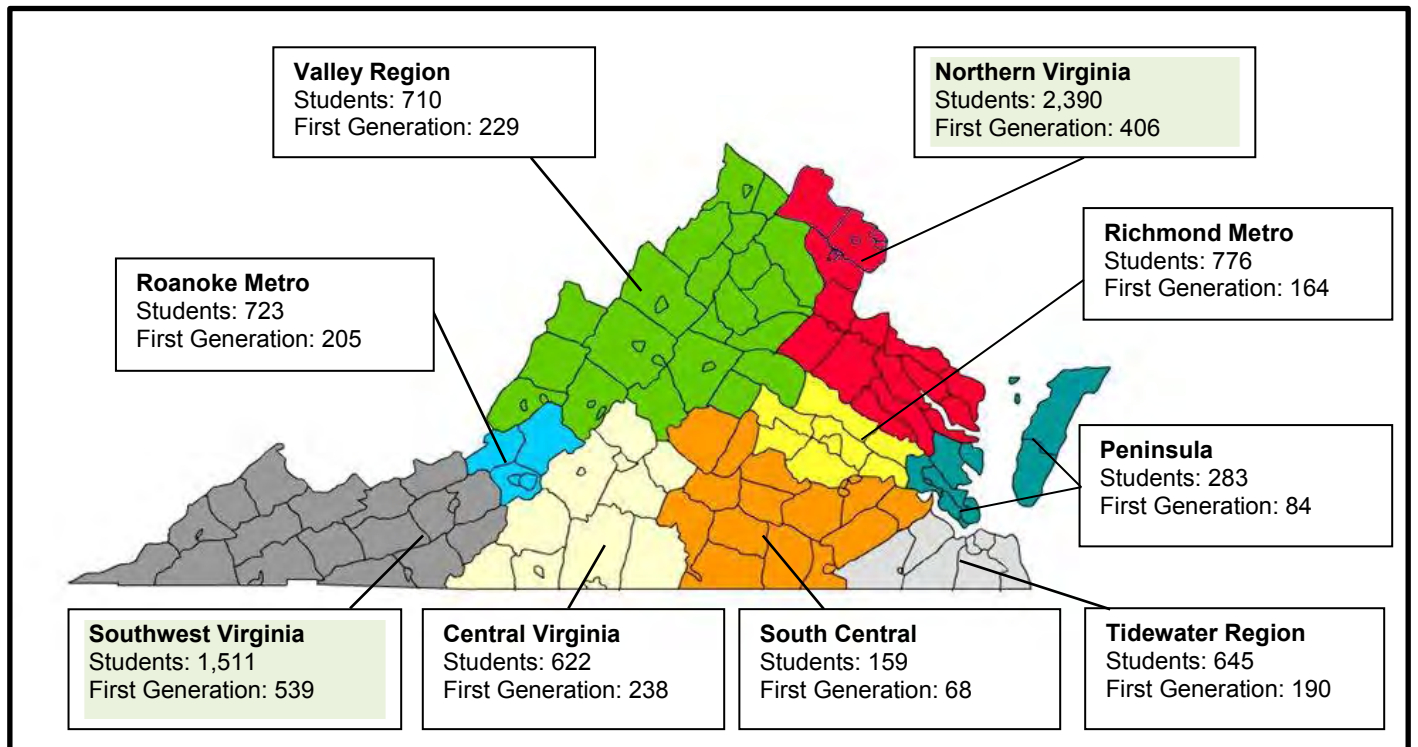 Valley Region
Students: 710
First Generation: 229
Northern Virginia
Students: 2,390
First Generation: 406
Richmond Metro
Students: 776
First Generation: 164
Roanoke Metro
Students: 723
First Generation: 205
Peninsula
Students: 283
First Generation: 84
Southwest Virginia
Students: 1,511
First Generation: 539
Central Virginia
Students: 622
First Generation: 238
South Central
Students: 159
First Generation: 68
Tidewater Region
Students: 645
First Generation: 190